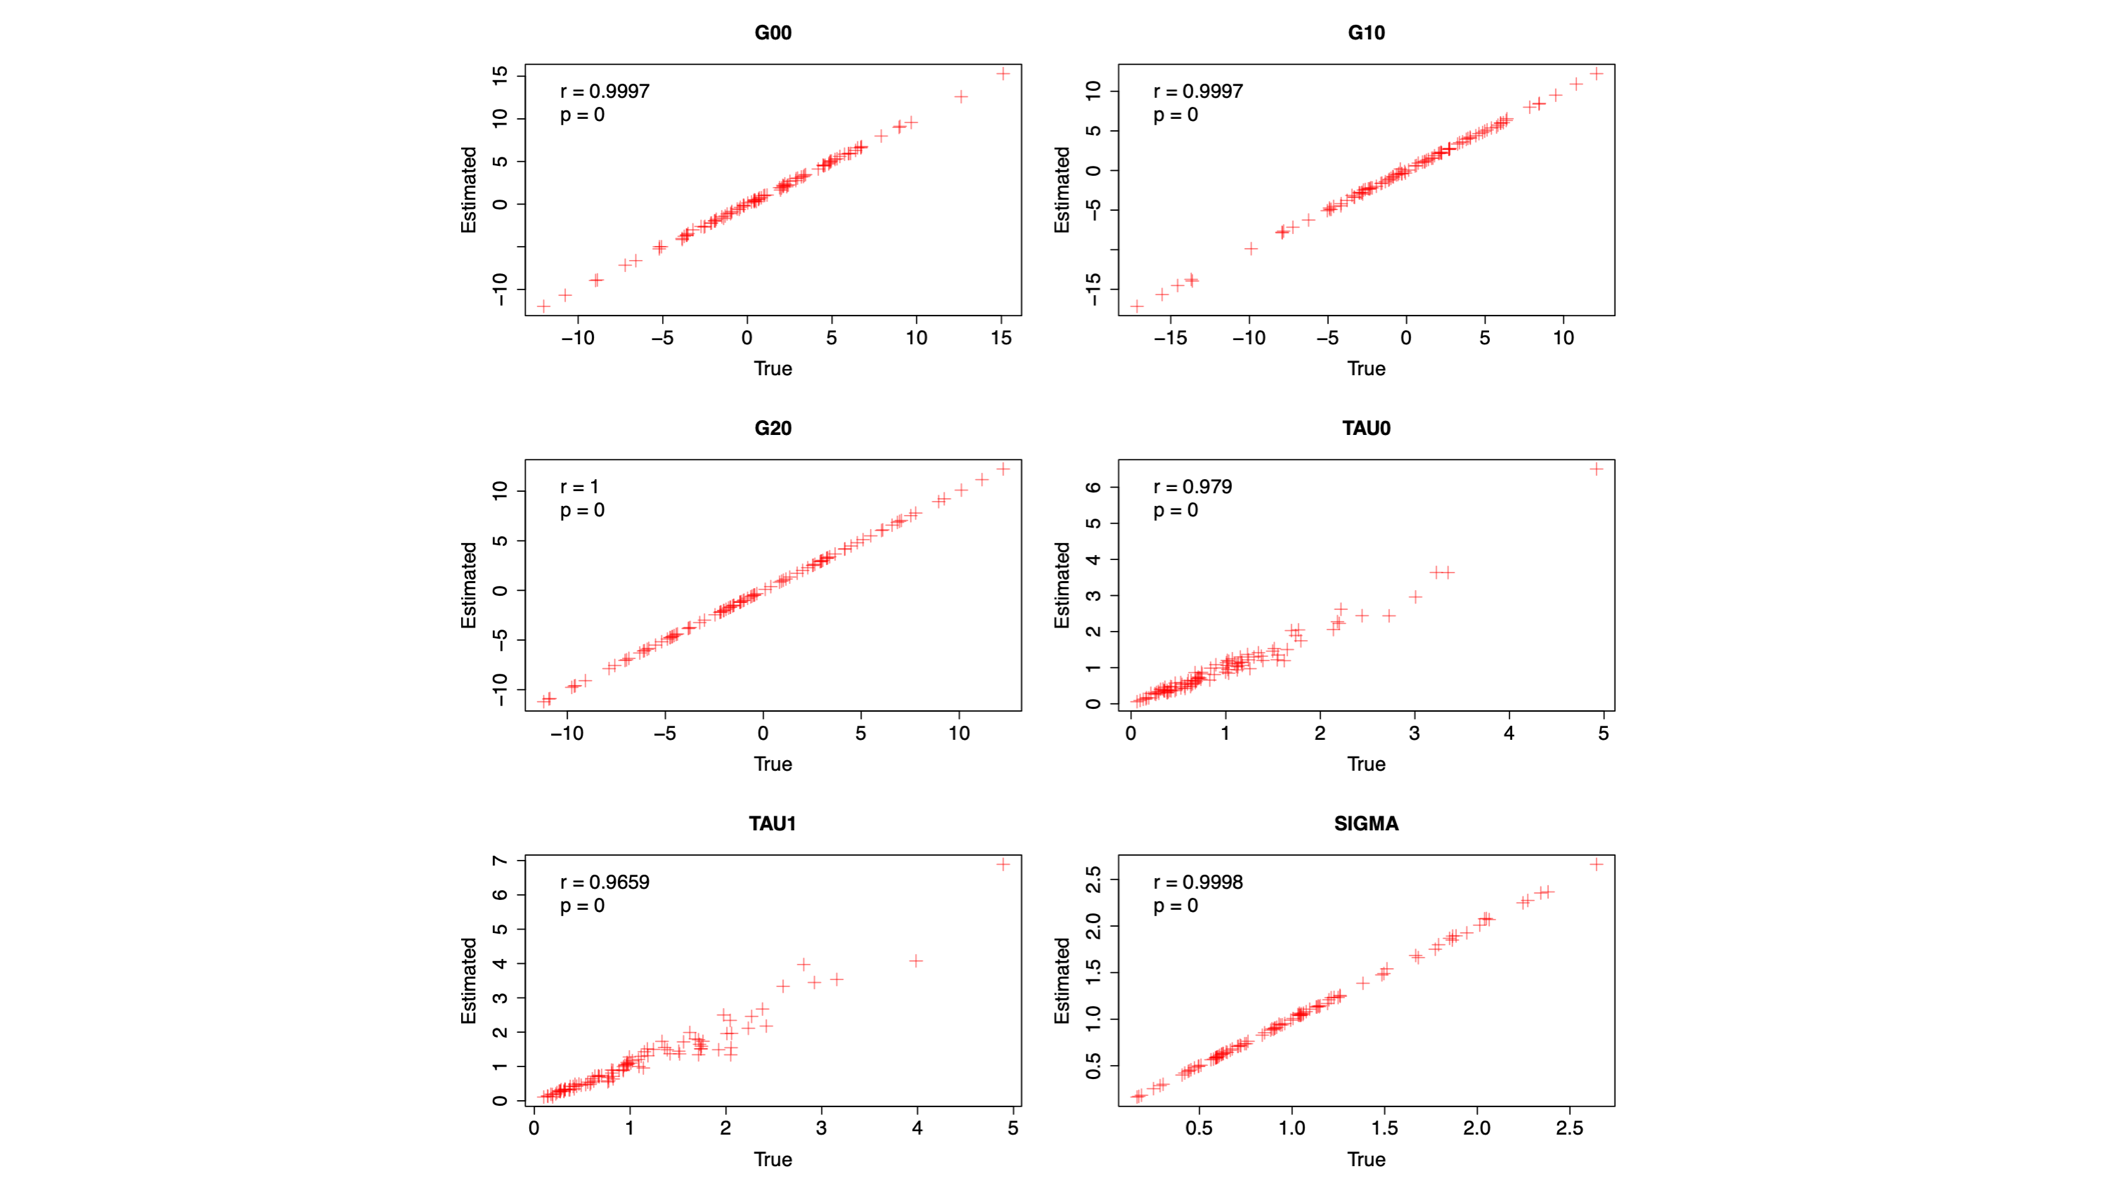 G00
r = 0.9997
p = 0
Estimated
15
10
5
0
−10
−10
−5
0
5
10
15
True
G10
r = 0.9997
p = 0
Estimated
10
5
0
−5
−15
−15
−10
−5
0
5
10
True
G20
r = 1
p = 0
Estimated
10
5
0
−5
−10
−10
−5
0
5
10
True
TAU0
r = 0.979
p = 0
Estimated
6
5
4
3
2
1
0
0
1
2
3
4
5
True
TAU1
r = 0.9659
p = 0
Estimated
7
6
5
4
3
2
1
0
0
1
2
3
4
5
True
SIGMA
r = 0.9998
p = 0
Estimated
2.5
2.0
1.5
1.0
0.5
0.5
1.0
1.5
2.0
2.5
True